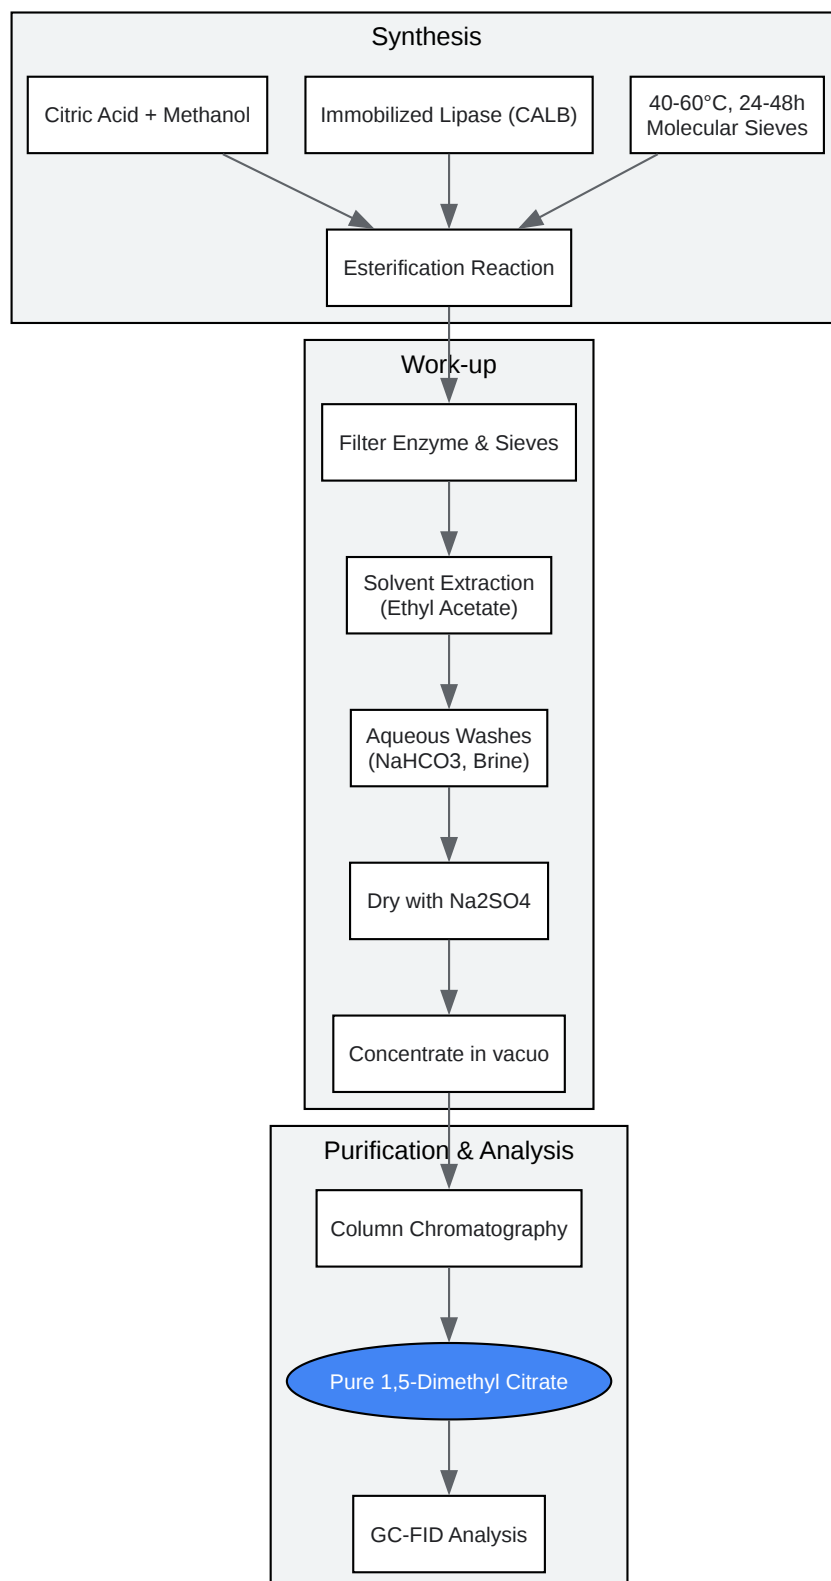 Synthesis
Citric Acid + Methanol
Immobilized Lipase (CALB)
40-60°C, 24-48h
Molecular Sieves
Esterification Reaction
Work-up
Filter Enzyme & Sieves
Solvent Extraction
(Ethyl Acetate)
Aqueous Washes
(NaHCO3, Brine)
Dry with Na2SO4
Concentrate in vacuo
Purification & Analysis
Column Chromatography
Pure 1,5-Dimethyl Citrate
GC-FID Analysis